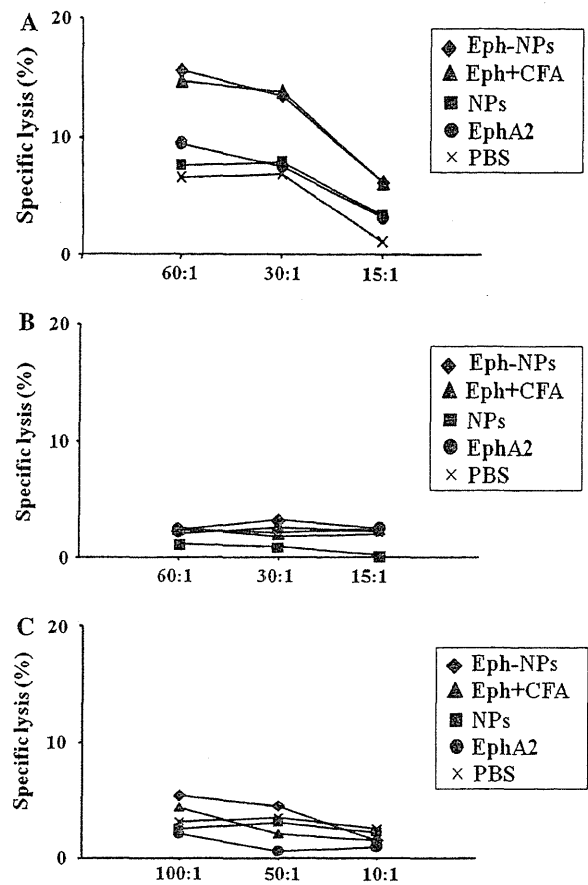 A
Specific lysis (%)
20
10
0
60:1 30:1 15:1
Eph-NPs
Eph+CFA
NPs
EphA2
PBS
B
Specific lysis (%)
20
10
0
60:1 30:1 15:1
Eph-NPs
Eph+CFA
NPs
EphA2
PBS
C
Specific lysis (%)
20
10
0
100:1 50:1 10:1
Eph-NPs
Eph+CFA
NPs
EphA2
PBS